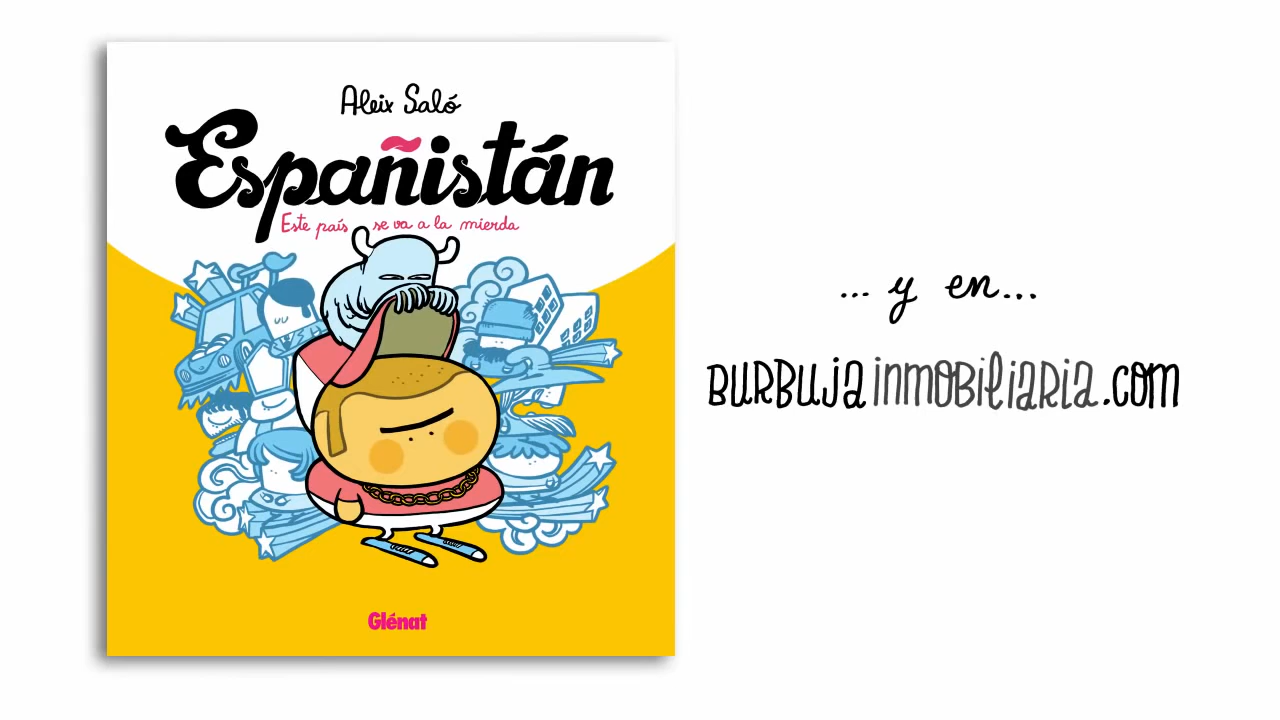 Aleix Saló
Españistán
Este país se va a la mierda
Glénat
... y en...
BURBUJAINMOBILIARIA.COM